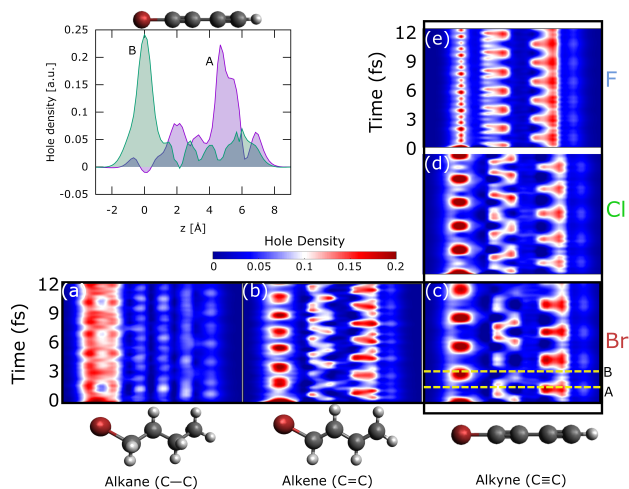 0.25
0.2
0.15
0.1
0.05
0
-0.05
Hole density [a.u.]
B
A
-2 0 2 4 6 8
z [Å]
Hole Density
0 0.05 0.1 0.15 0.2
(e)
12
9
6
3
0
Time (fs)
F
(d)
Cl
(a)
12
9
6
3
0
Time (fs)
(b)
(c)
Br
B
A
Alkane (C—C)
Alkene (C=C)
Alkyne (C≡C)